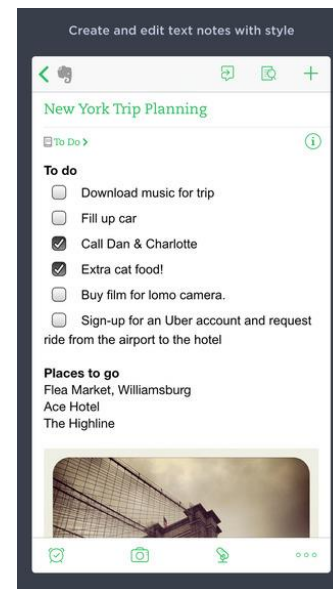 Create and edit text notes with style
New York Trip Planning
To Do
To do
Download music for trip
Fill up car
Call Dan & Charlotte
Extra cat food!
Buy film for lomo camera.
Sign-up for an Uber account and request
ride from the airport to the hotel
Places to go
Flea Market, Williamsburg
Ace Hotel
The Highline